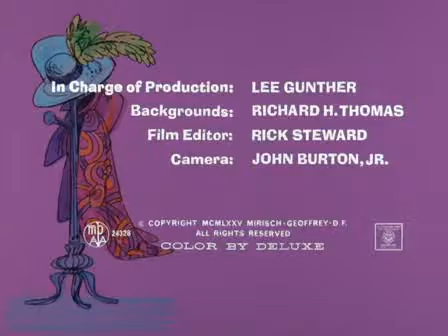 In Charge of Production: LEE GUNTHER
Backgrounds: RICHARD H. THOMAS
Film Editor: RICK STEWARD
Camera: JOHN BURTON, JR.
© COPYRIGHT MCMLXXV MIRISCH-GEOFFREY-D.F.
ALL RIGHTS RESERVED
24328
COLOR BY DELUXE